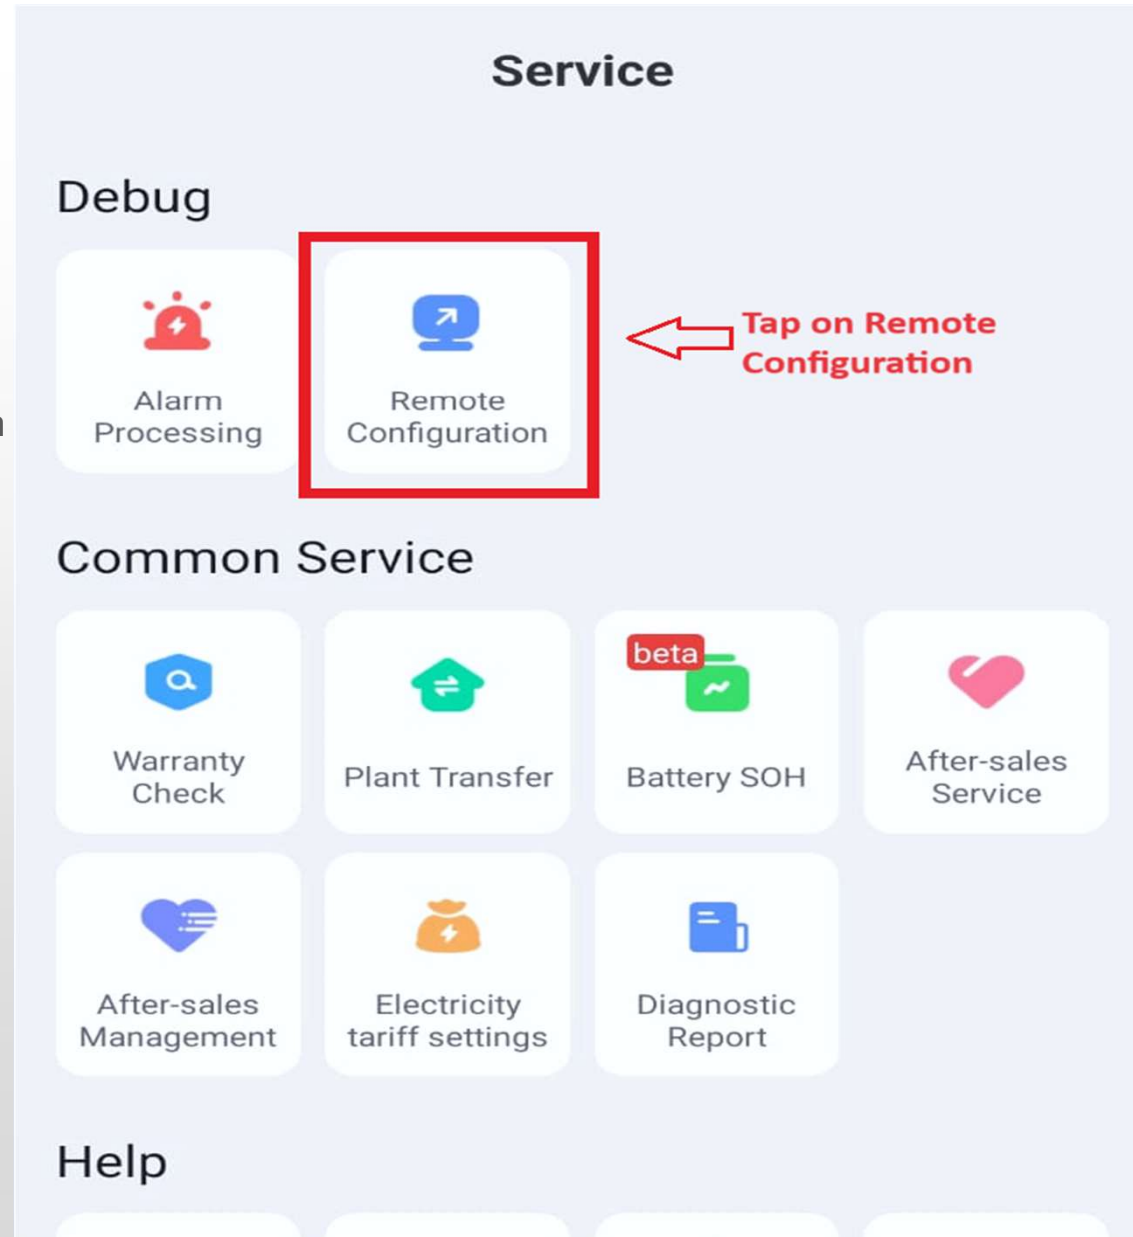 Service
Debug
Alarm
Processing
Remote
Configuration
Tap on Remote
Configuration
Common Service
Warranty
Check
Plant Transfer
beta
Battery SOH
After-sales
Service
After-sales
Management
Electricity
tariff settings
Diagnostic
Report
Help